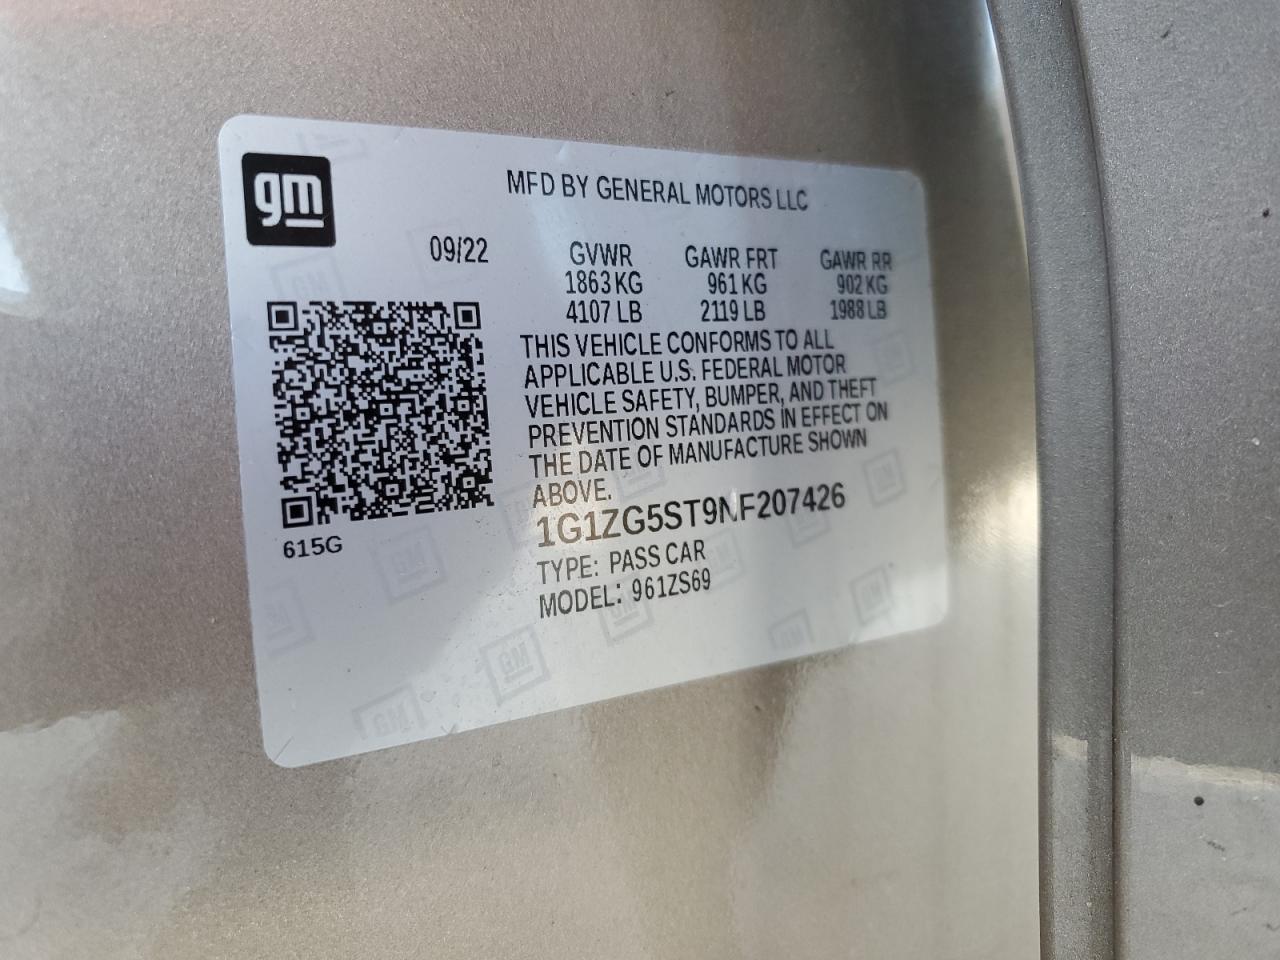 gm
MFD BY GENERAL MOTORS LLC
09/22 GVWR GAWR FRT GAWR RR
1863 KG 961 KG 902 KG
4107 LB 2119 LB 1988 LB
THIS VEHICLE CONFORMS TO ALL
APPLICABLE U.S. FEDERAL MOTOR
VEHICLE SAFETY, BUMPER, AND THEFT
PREVENTION STANDARDS IN EFFECT ON
THE DATE OF MANUFACTURE SHOWN
ABOVE.
1G1ZG5ST9NF207426
TYPE: PASS CAR
MODEL: 961ZS69
615G